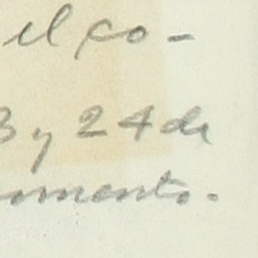 el co-
3 y 24 de
omento.